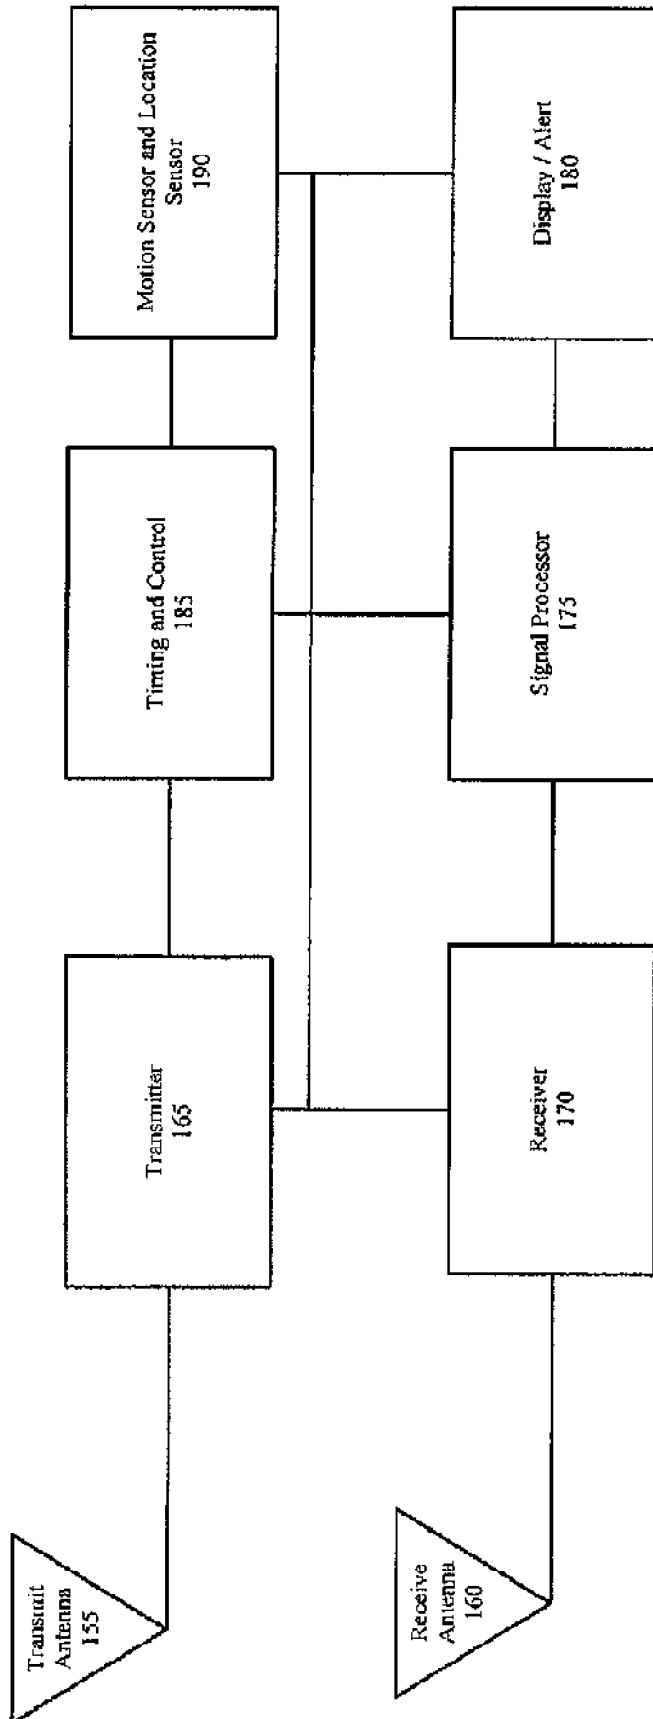 Transmit
Antenna
155
Transmitter
165
Timing and Control
185
Motion Sensor and Location
Sensor
190
Receive
Antenna
160
Receiver
170
Signal Processor
175
Display / Alert
180